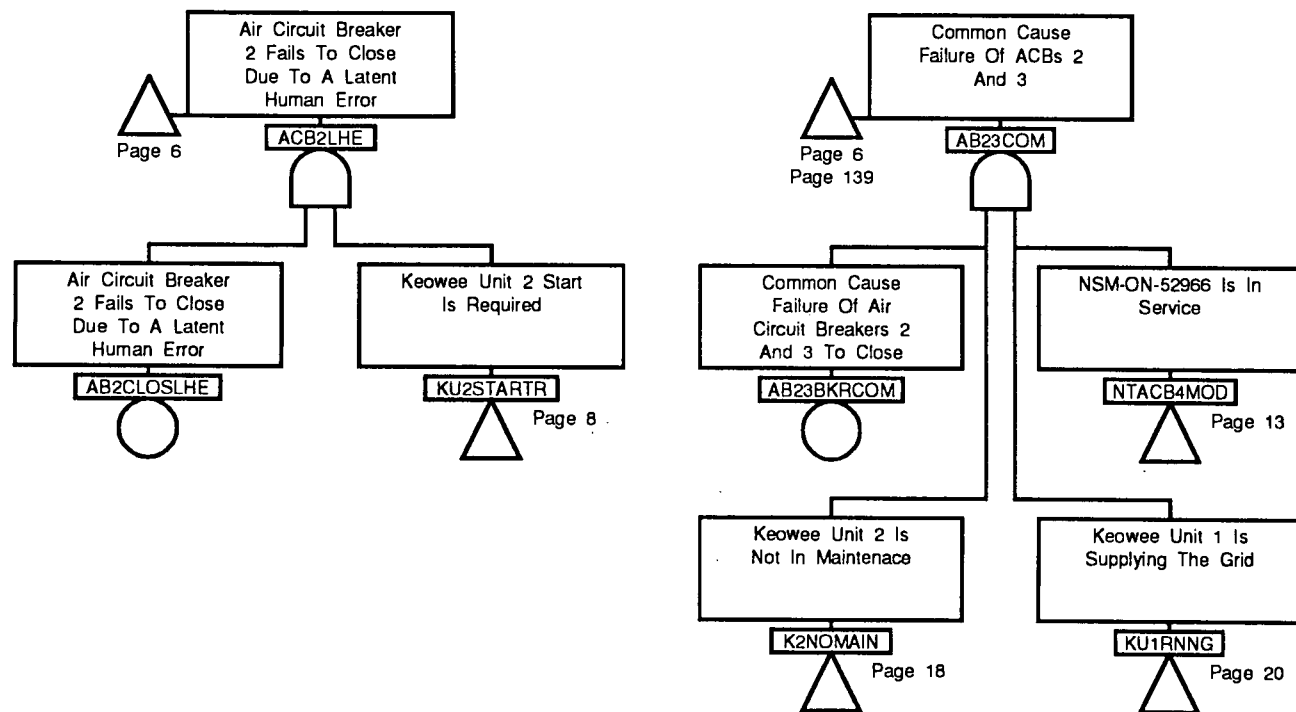 Air Circuit Breaker
2 Fails To Close
Due To A Latent
Human Error
Page 6
ACB2LHE
Air Circuit Breaker
2 Fails To Close
Due To A Latent
Human Error
AB2CLOSLHE
Keowee Unit 2 Start
Is Required
KU2STARTR
Page 8
Common Cause
Failure Of ACBs 2
And 3
Page 6
Page 139
AB23COM
Common Cause
Failure Of Air
Circuit Breakers 2
And 3 To Close
AB23BKRCOM
NSM-ON-52966 Is In
Service
NTACB4MOD
Page 13
Keowee Unit 2 Is
Not In Maintenace
K2NOMAIN
Page 18
Keowee Unit 1 Is
Supplying The Grid
KU1RNNG
Page 20